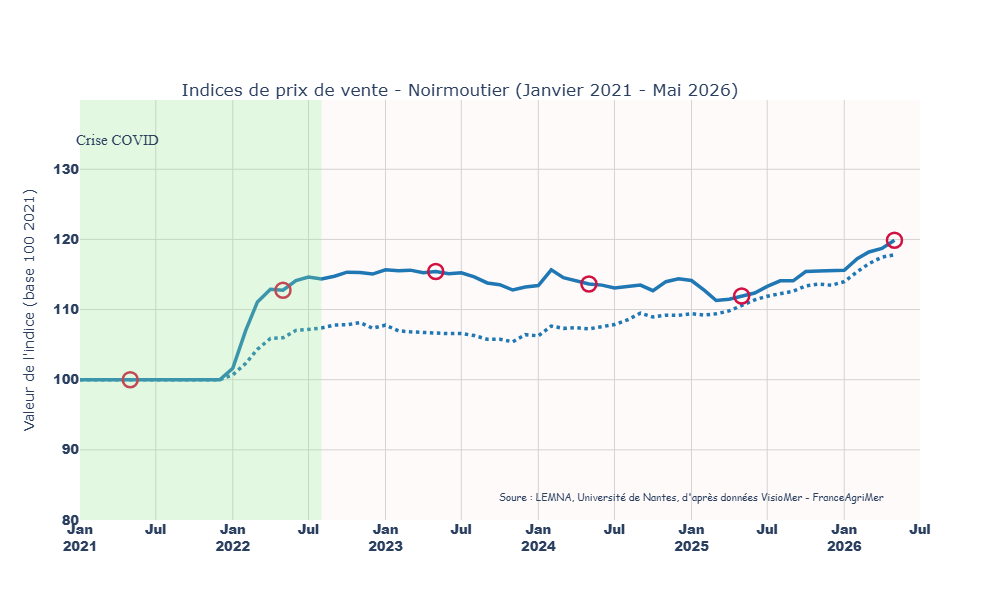 Indices de prix de vente - Noirmoutier (Janvier 2021 - Mai 2026)
Crise COVID
Valeur de l'indice (base 100 2021)
130
120
110
100
90
80
Soure : LEMNA, Université de Nantes, d'après données VisioMer - FranceAgriMer
Jan Jul Jan Jul Jan Jul Jan Jul Jan Jul Jan Jul
2021 2022 2023 2024 2025 2026